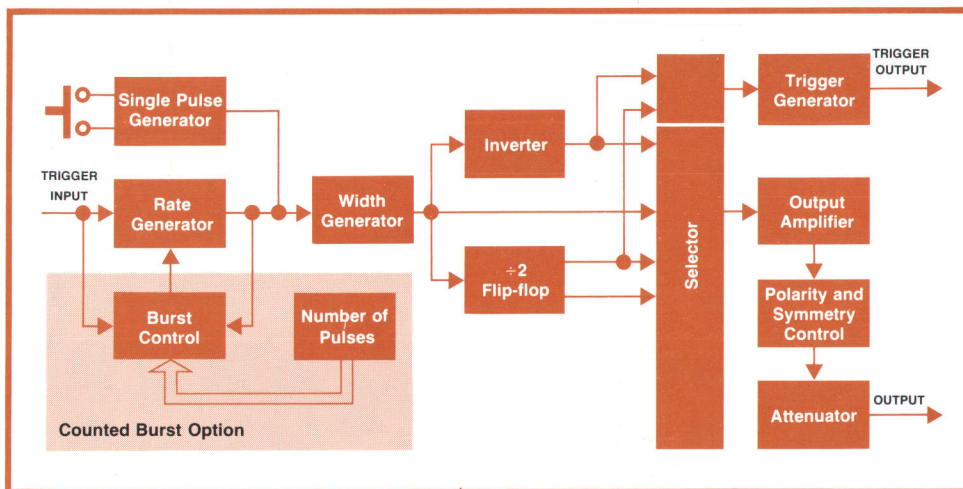 Single Pulse
Generator
TRIGGER
INPUT
Rate
Generator
Burst
Control
Number of
Pulses
Counted Burst Option
Width
Generator
Inverter
÷2
Flip-flop
Selector
Trigger
Generator
TRIGGER
OUTPUT
Output
Amplifier
Polarity and
Symmetry
Control
Attenuator
OUTPUT